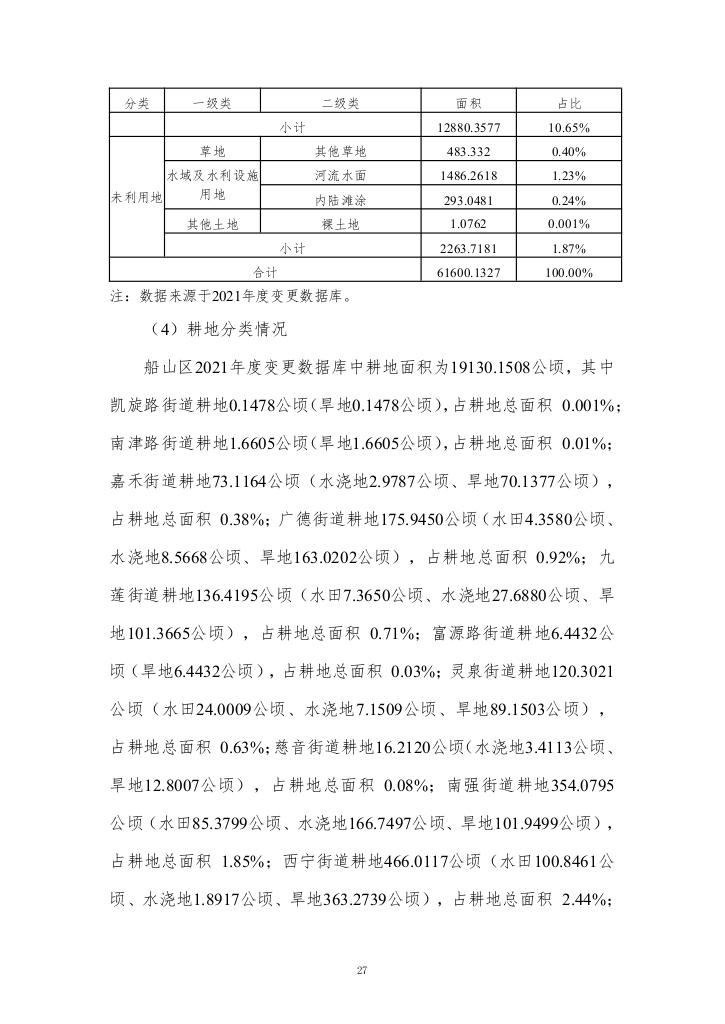 分类 一级类 二级类 面积 占比
小计 12880.3577 10.65%
未利用地 草地 其他草地 483.332 0.40%
水域及水利设施用地 河流水面 1486.2618 1.23%
内陆滩涂 293.0481 0.24%
其他土地 裸土地 1.0762 0.001%
小计 2263.7181 1.87%
合计 61600.1327 100.00%
注：数据来源于2021年度变更数据库。
（4）耕地分类情况
船山区2021年度变更数据库中耕地面积为19130.1508公顷，其中
凯旋路街道耕地0.1478公顷（旱地0.1478公顷），占耕地总面积 0.001%；
南津路街道耕地1.6605公顷（旱地1.6605公顷），占耕地总面积 0.01%；
嘉禾街道耕地73.1164公顷（水浇地2.9787公顷、旱地70.1377公顷），
占耕地总面积 0.38%；广德街道耕地175.9450公顷（水田4.3580公顷、
水浇地8.5668公顷、旱地163.0202公顷），占耕地总面积 0.92%；九
莲街道耕地136.4195公顷（水田7.3650公顷、水浇地27.6880公顷、旱
地101.3665公顷），占耕地总面积 0.71%；富源路街道耕地6.4432公
顷（旱地6.4432公顷），占耕地总面积 0.03%；灵泉街道耕地120.3021
公顷（水田24.0009公顷、水浇地7.1509公顷、旱地89.1503公顷），
占耕地总面积 0.63%；慈音街道耕地16.2120公顷（水浇地3.4113公顷、
旱地12.8007公顷），占耕地总面积 0.08%；南强街道耕地354.0795
公顷（水田85.3799公顷、水浇地166.7497公顷、旱地101.9499公顷），
占耕地总面积 1.85%；西宁街道耕地466.0117公顷（水田100.8461公
顷、水浇地1.8917公顷、旱地363.2739公顷），占耕地总面积 2.44%；
27